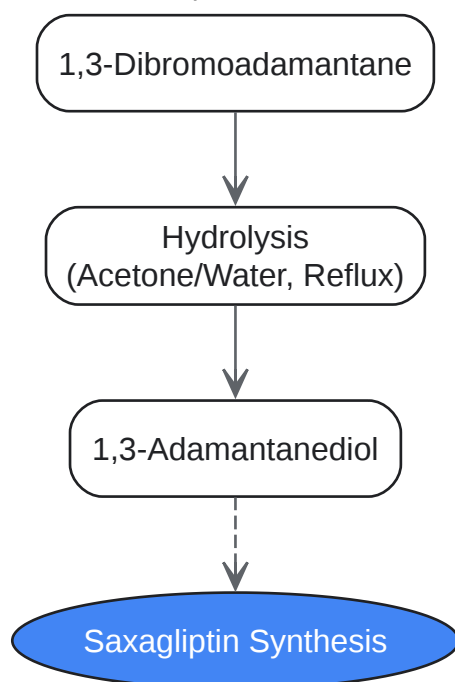 1,3-Dibromoadamantane
Hydrolysis
(Acetone/Water, Reflux)
1,3-Adamantanediol
Saxagliptin Synthesis